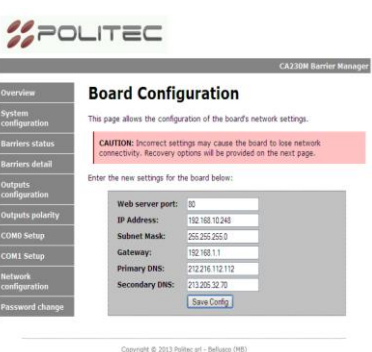 POLITEC
CA230M Barrier Manager
Overview
System
configuration
Barriers status
Barriers detail
Outputs
configuration
Outputs polarity
COM0 Setup
COM1 Setup
Network
configuration
Password change
Board Configuration
This page allows the configuration of the board's network settings.
CAUTION: Incorrect settings may cause the board to lose network
connectivity. Recovery options will be provided on the next page.
Enter the new settings for the board below:
Web server port: 80
IP Address: 192.168.10.248
Subnet Mask: 255.255.255.0
Gateway: 192.168.1.1
Primary DNS: 212.216.112.112
Secondary DNS: 213.205.32.70
Save Config
Copyright © 2013 Politec srl - Bellusco (MB)